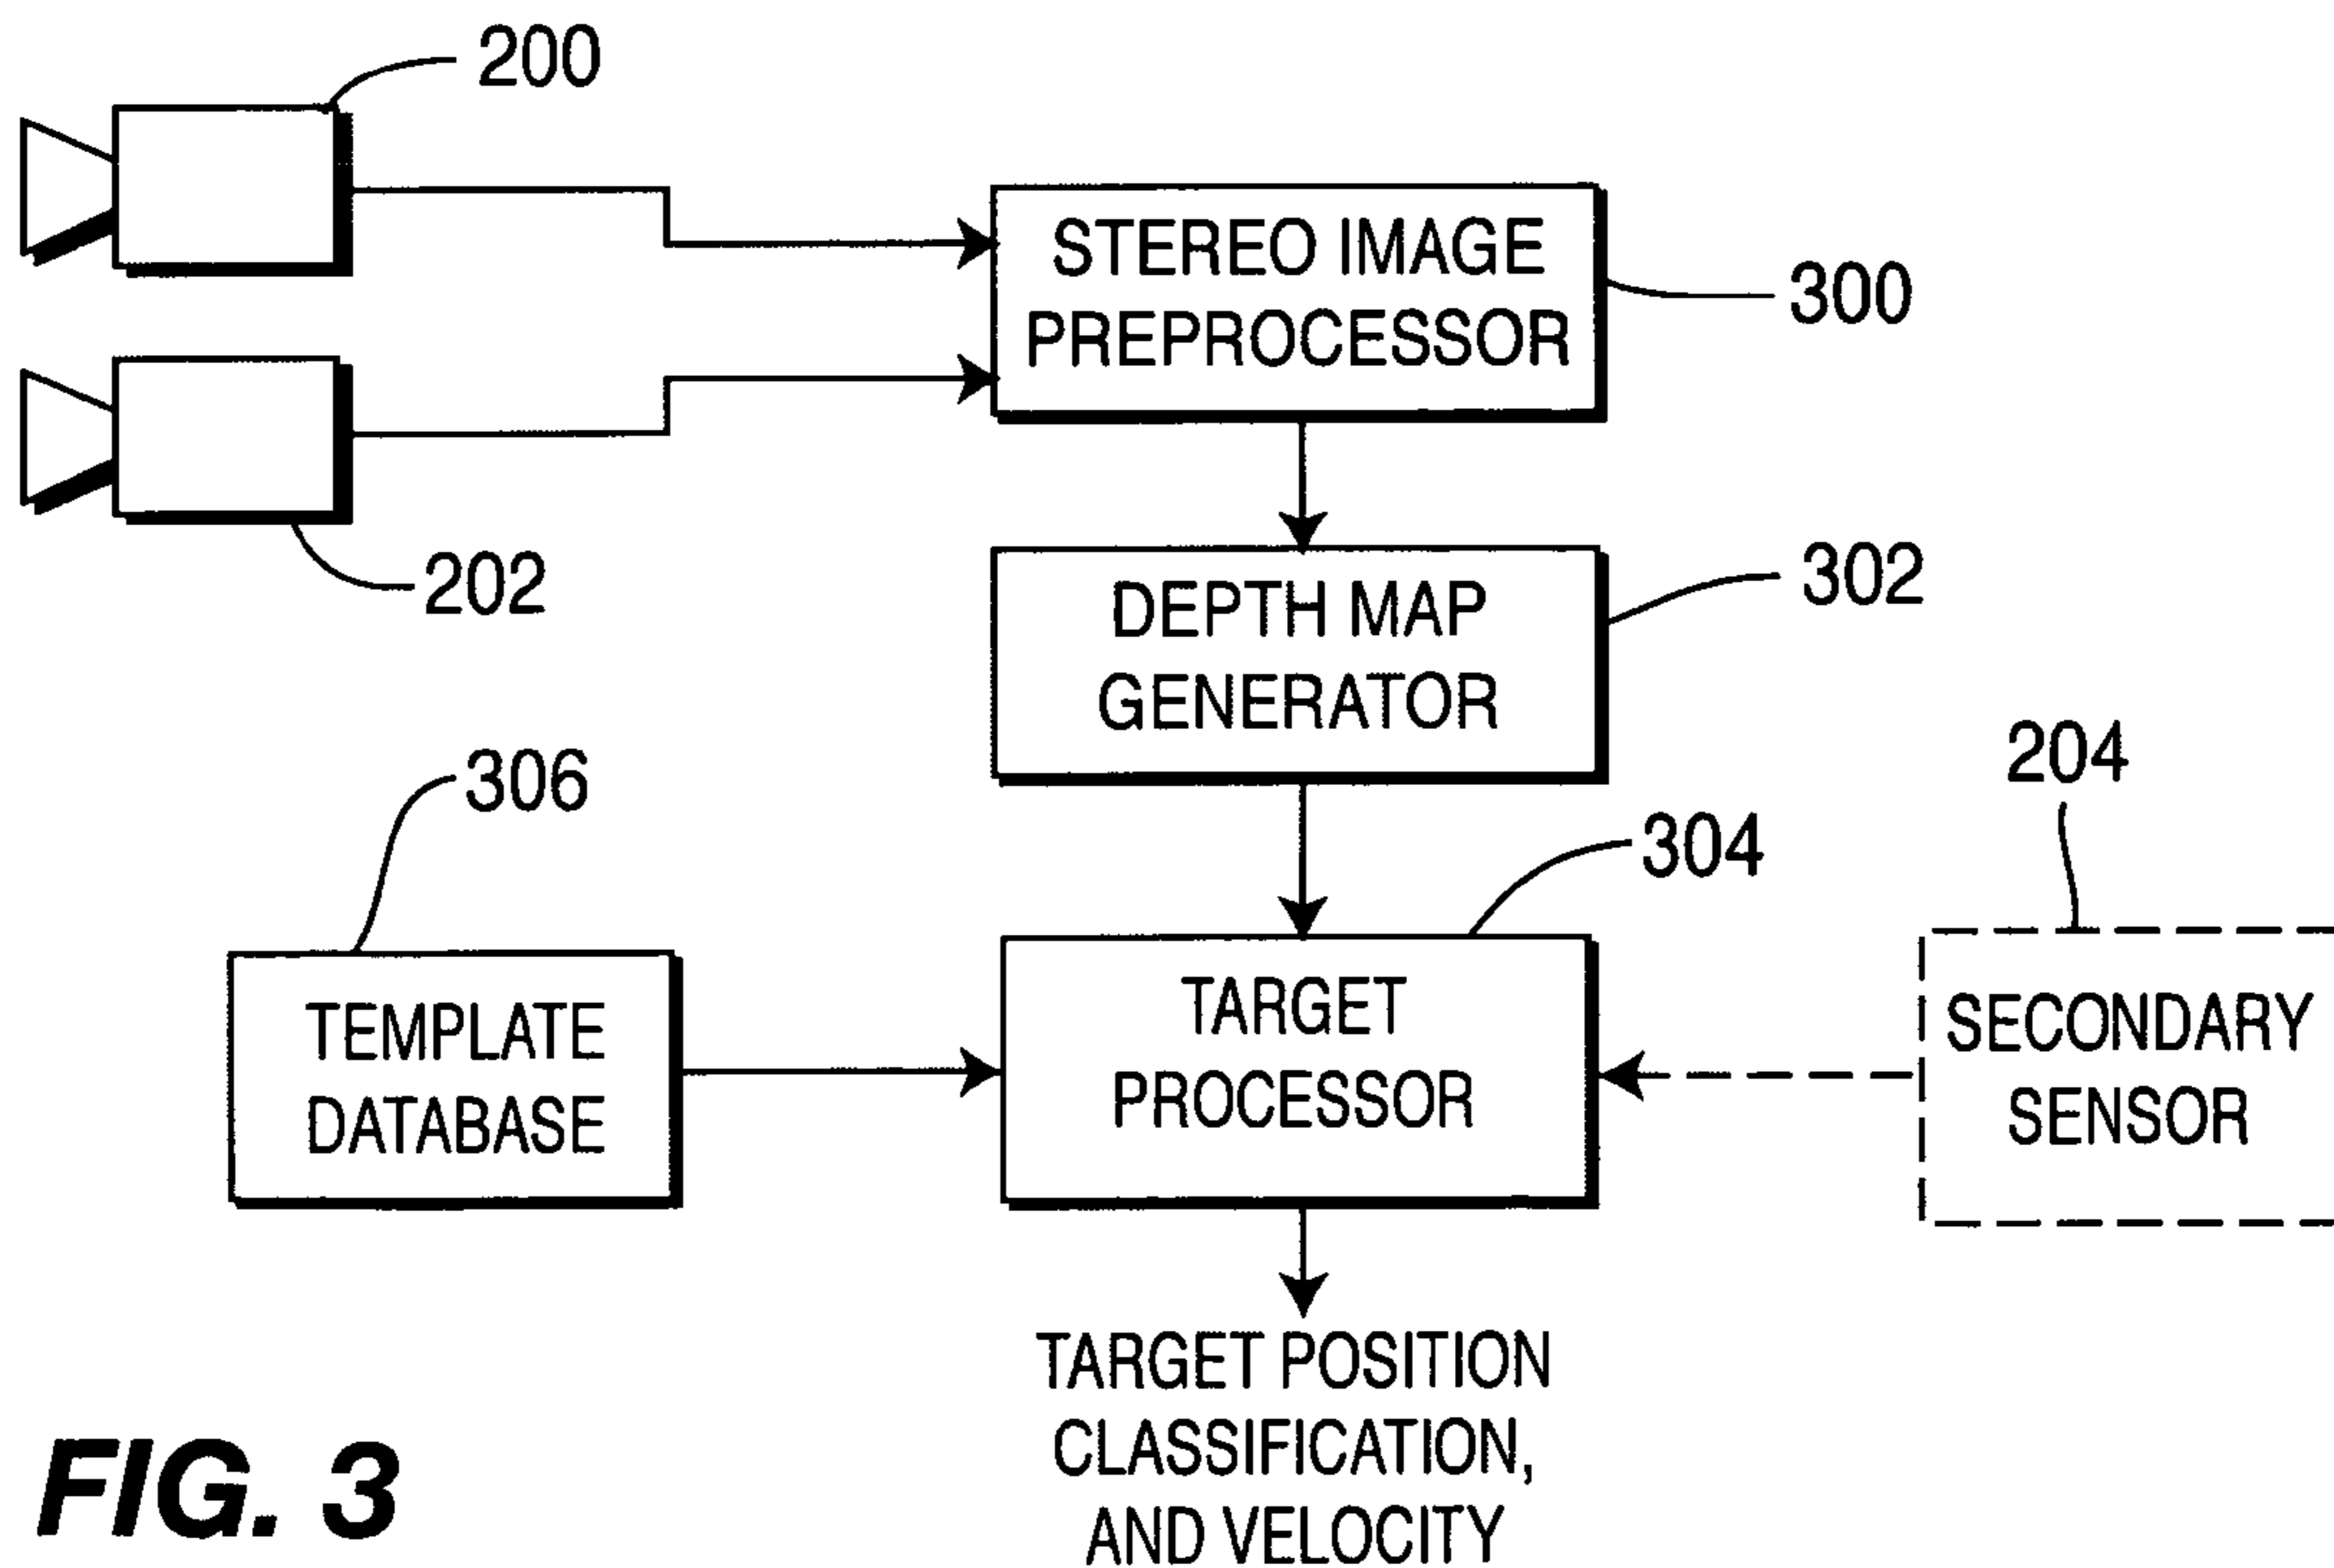 200
STEREO IMAGE
PREPROCESSOR
300
202
DEPTH MAP
GENERATOR
302
306
204
304
TEMPLATE
DATABASE
TARGET
PROCESSOR
SECONDARY
SENSOR
TARGET POSITION
CLASSIFICATION,
AND VELOCITY
FIG. 3